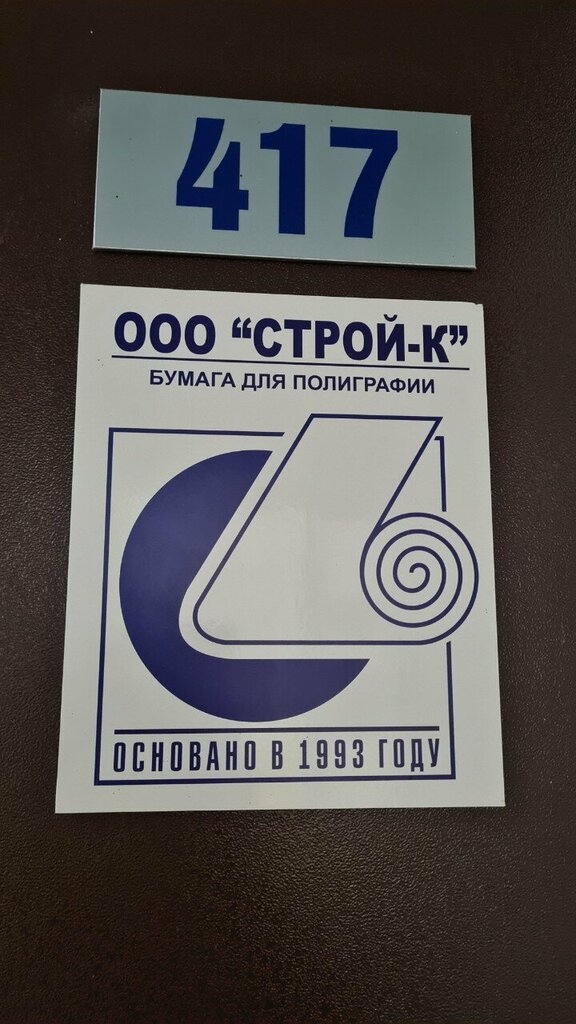 417
ООО “СТРОЙ-К”
БУМАГА ДЛЯ ПОЛИГРАФИИ
ОСНОВАНО В 1993 ГОДУ